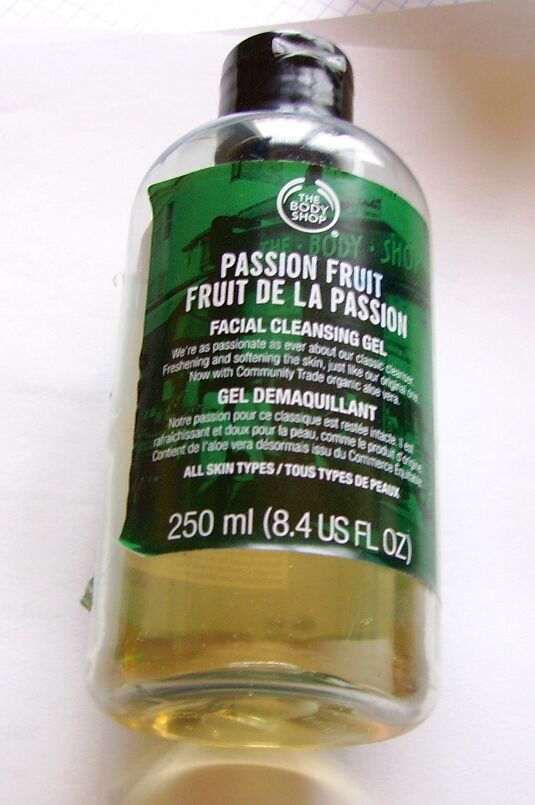 THE
BODY
SHOP
®
THE · BODY · SHOP
PASSION FRUIT
FRUIT DE LA PASSION
FACIAL CLEANSING GEL
We're as passionate as ever about our classic cleanser.
Freshening and softening the skin, just like our original one.
Now with Community Trade organic aloe vera.
GEL DEMAQUILLANT
Notre passion pour ce classique est restée intacte. Il est
rafraîchissant et doux pour la peau, comme le produit d'origine.
Contient de l'aloe vera désormais issu du Commerce Équitable.
ALL SKIN TYPES / TOUS TYPES DE PEAUX
250 ml (8.4 US FL OZ)